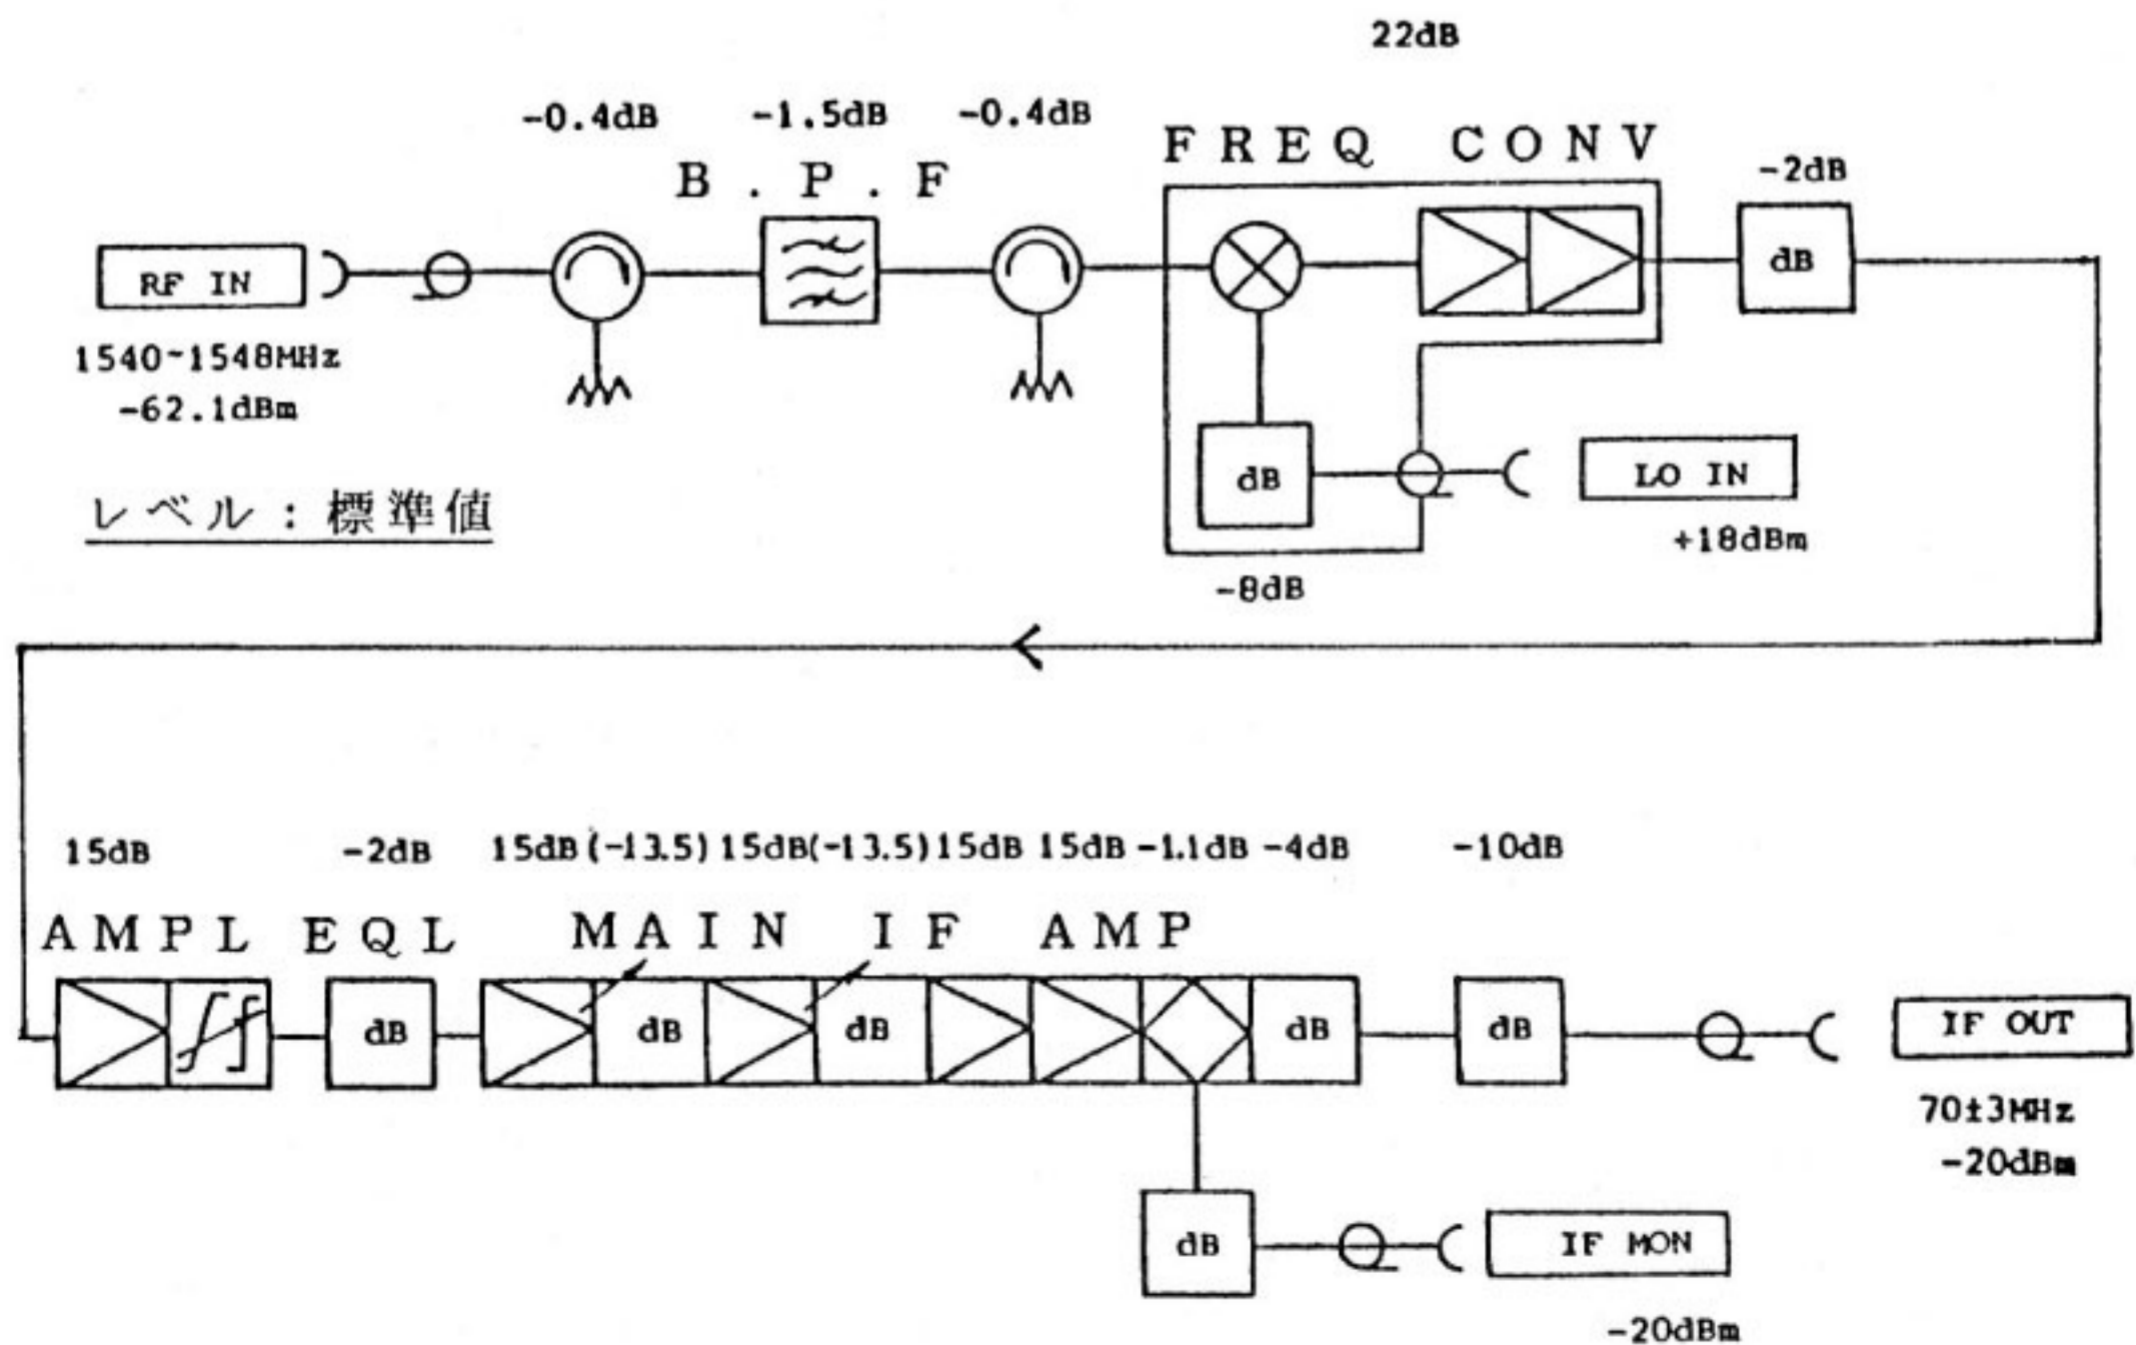 22dB
-0.4dB -1.5dB -0.4dB
FREQ CONV
B.P.F
-2dB
RF IN
dB
1540~1548MHz
-62.1dBm
dB
LO IN
+18dBm
レベル:標準値
-8dB
15dB -2dB 15dB(-13.5)15dB(-13.5)15dB 15dB -1.1dB -4dB -10dB
AMPL EQL MAIN IF AMP
dB dB dB dB dB
IF OUT
70±3MHz
-20dBm
dB
IF MON
-20dBm